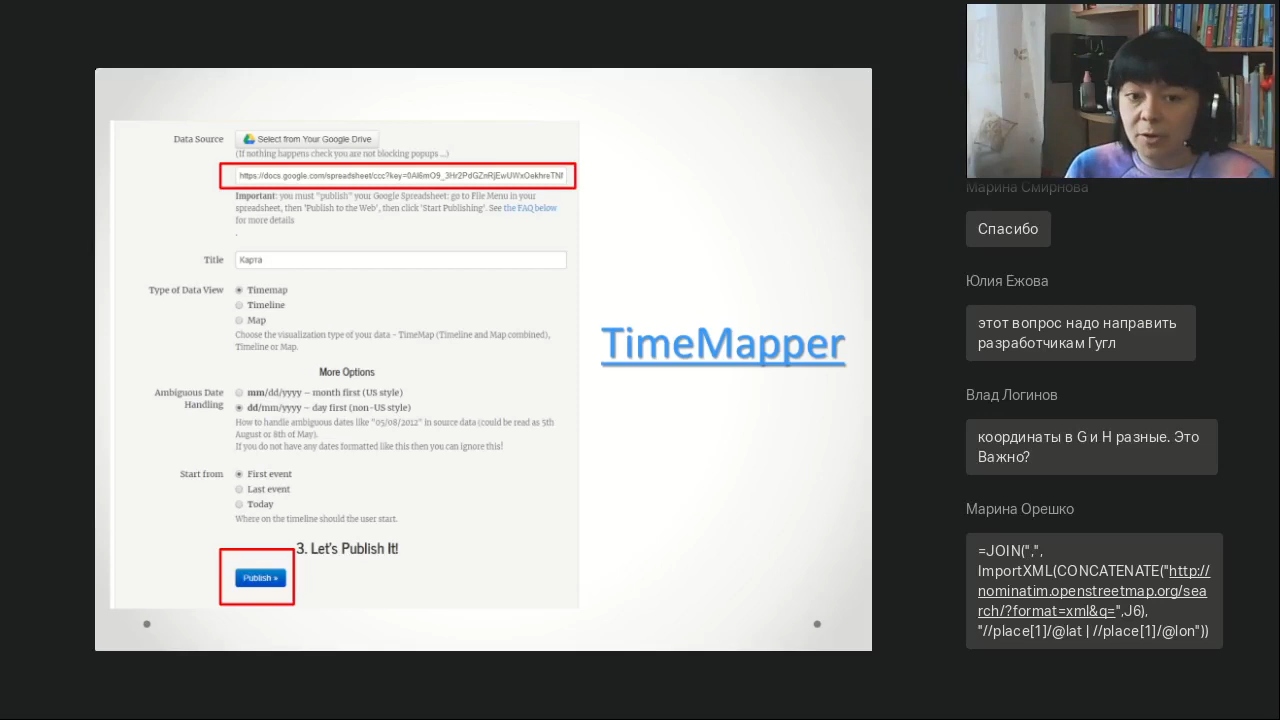 Data Source
Select from Your Google Drive
(If nothing happens check you are not blocking popups ...)
Important: you must "publish" your Google Spreadsheet: go to File Menu in your
spreadsheet, then 'Publish to the Web', then click 'Start Publishing'. See the FAQ below
for more details
.
Title
Карта
Type of Data View
Timemap
Timeline
Map
Choose the visualization type of your data - TimeMap (Timeline and Map combined),
Timeline or Map.
More Options
Ambiguous Date
Handling
mm/dd/yyyy – month first (US style)
dd/mm/yyyy – day first (non-US style)
How to handle ambiguous dates like "05/08/2012" in source data (could be read as 5th
August or 8th of May).
If you do not have any dates formatted like this then you can ignore this!
Start from
First event
Last event
Today
Where on the timeline should the user start.
3. Let's Publish It!
Publish »
TimeMapper
Марина Смирнова
Спасибо
Юлия Ежова
этот вопрос надо направить
разработчикам Гугл
Влад Логинов
координаты в G и H разные. Это
Важно?
Марина Орешко
=JOIN(",",
ImportXML(CONCATENATE("http://
nominatim.openstreetmap.org/sea
rch/?format=xml&q=",J6),
"//place[1]/@lat | //place[1]/@lon"))